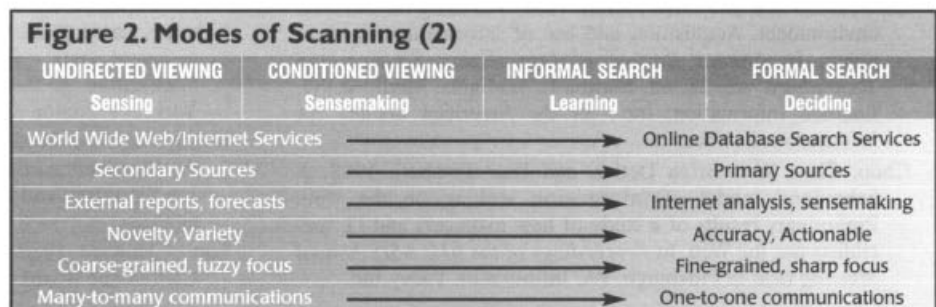 Figure 2. Modes of Scanning (2)
UNDIRECTED VIEWING CONDITIONED VIEWING INFORMAL SEARCH FORMAL SEARCH
Sensing Sensemaking Learning Deciding
World Wide Web/Internet Services Online Database Search Services
Secondary Sources Primary Sources
External reports, forecasts Internet analysis, sensemaking
Novelty, Variety Accuracy, Actionable
Coarse-grained, fuzzy focus Fine-grained, sharp focus
Many-to-many communications One-to-one communications